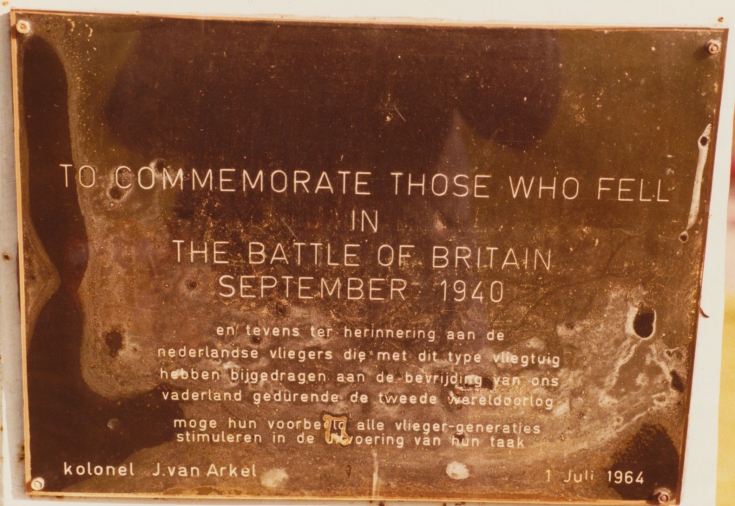 TO COMMEMORATE THOSE WHO FELL
IN
THE BATTLE OF BRITAIN
SEPTEMBER 1940
en tevens ter herinnering aan de
nederlandse vliegers die met dit type vliegtuig
hebben bijgedragen aan de bevrijding van ons
vaderland gedurende de tweede wereldoorlog
moge hun voorbeeld alle vlieger-generaties
stimuleren in de uitvoering van hun taak
kolonel J. van Arkel
1 Juli 1964